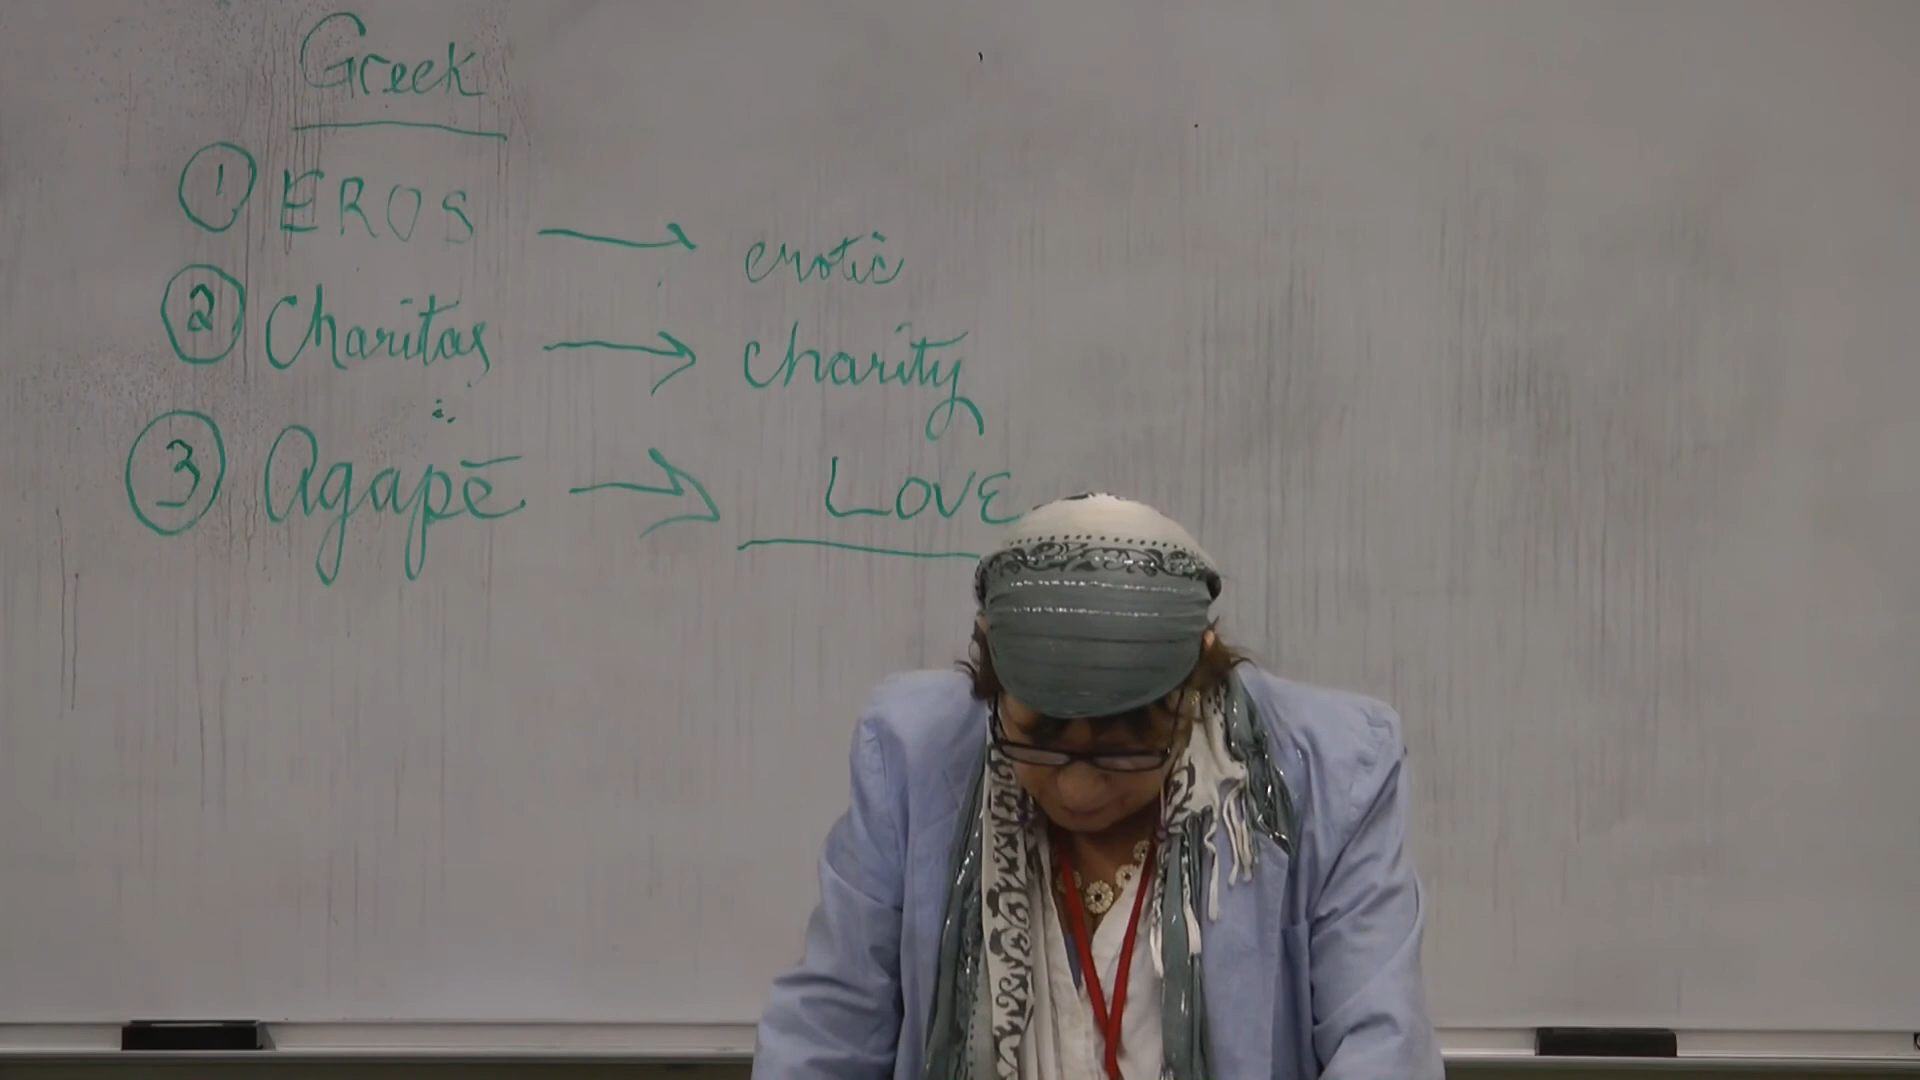 Greek
① EROS → erotic
② Charitas → charity
③ Agapē → LOVE